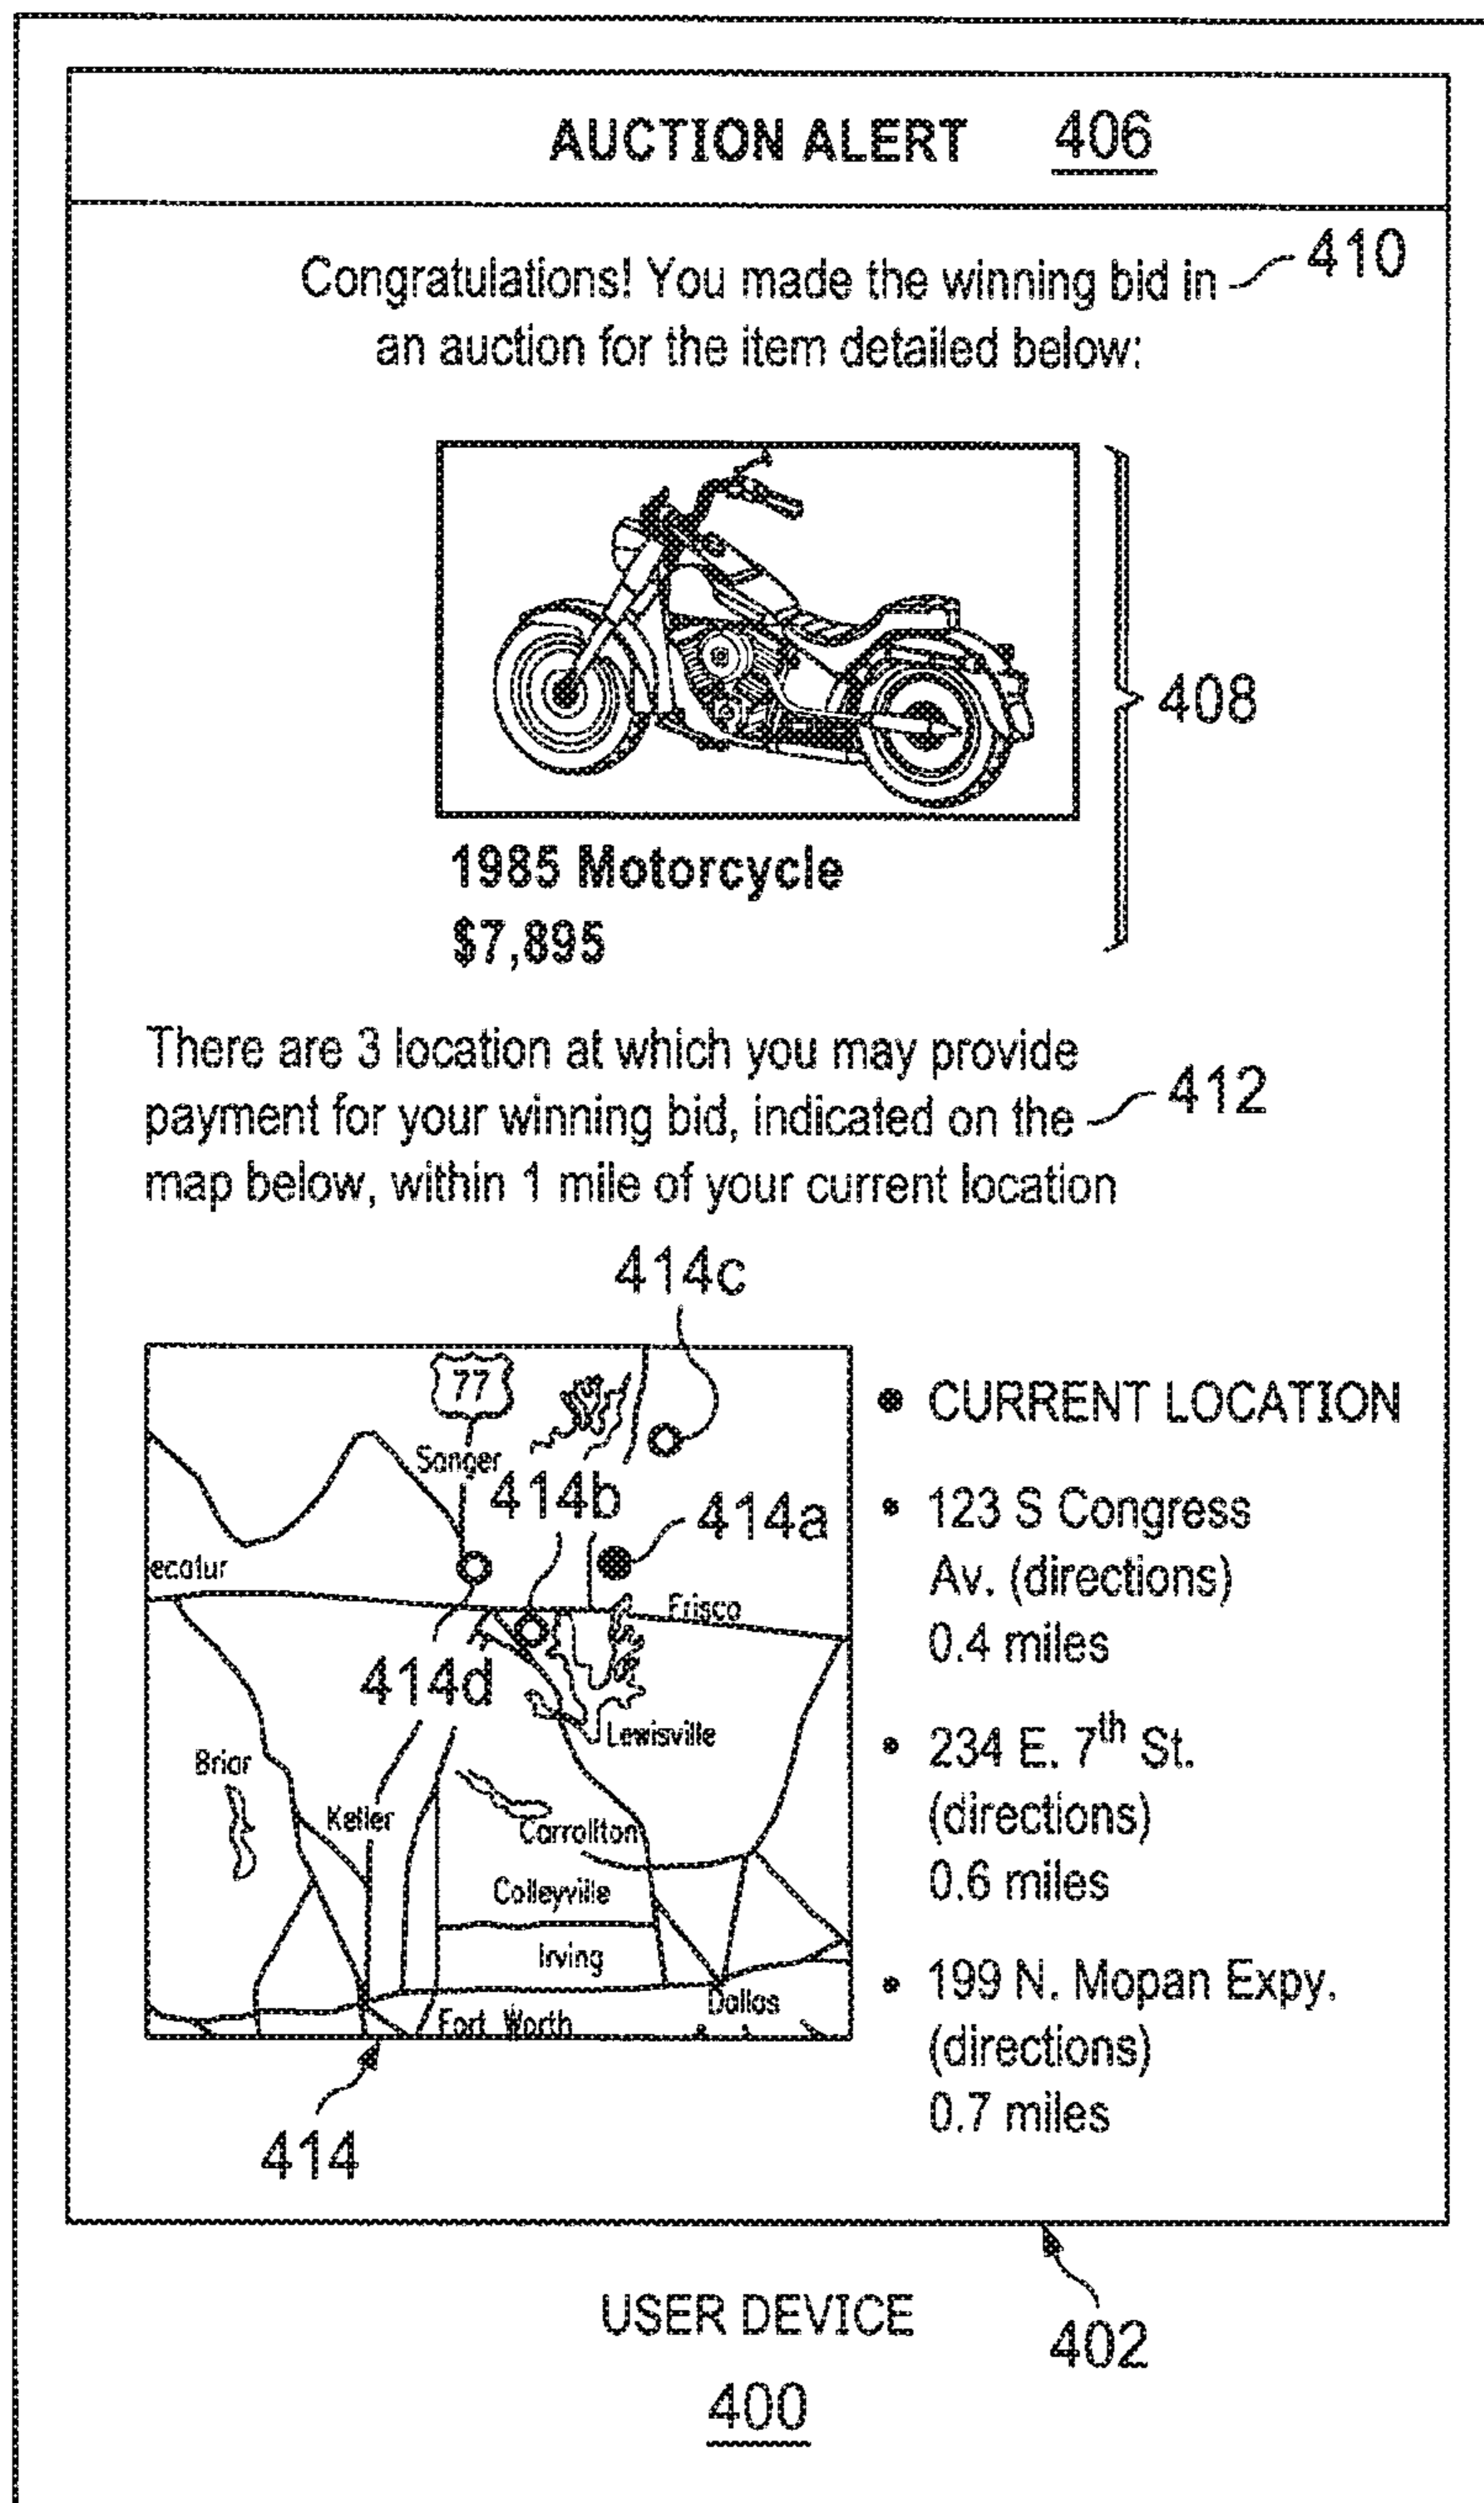 AUCTION ALERT 406
Congratulations! You made the winning bid in 410
an auction for the item detailed below:
408
1985 Motorcycle
$7,895
There are 3 location at which you may provide
payment for your winning bid, indicated on the 412
map below, within 1 mile of your current location
414c
77
Sanger
414b
414a
ecatur
Frisco
414d
Lewisville
Briar
Keller
Carrollton
Colleyville
Irving
Dallas
Fort Worth
414
• CURRENT LOCATION
• 123 S Congress
Av. (directions)
0.4 miles
• 234 E. 7th St.
(directions)
0.6 miles
• 199 N. Mopan Expy.
(directions)
0.7 miles
USER DEVICE
402
400